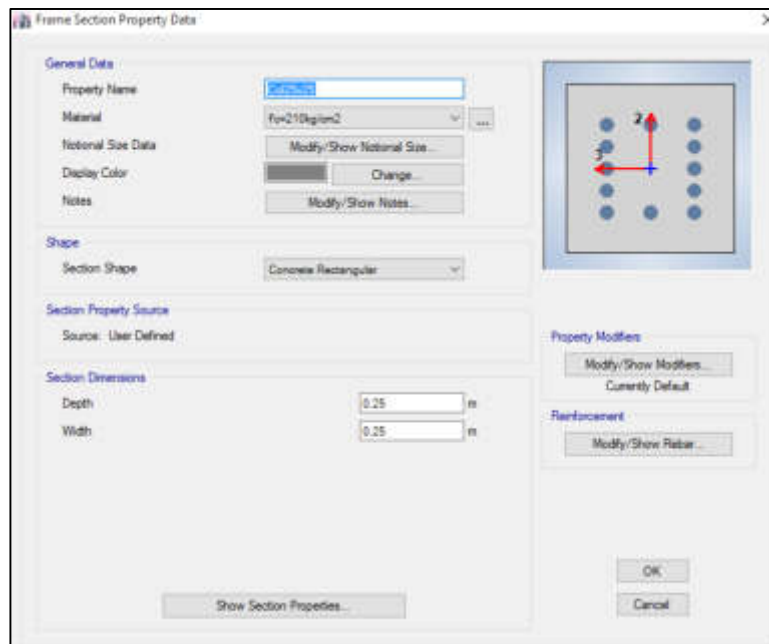 Frame Section Property Data
General Data
Property Name
Material f'c=210kg/cm2 ...
Notional Size Data Modify/Show Notional Size...
Display Color Change...
Notes Modify/Show Notes...
2
3
Shape
Section Shape Concrete Rectangular
Section Property Source
Source: User Defined
Property Modifiers
Modify/Show Modifiers...
Currently Default
Section Dimensions
Depth 0.25 m
Width 0.25 m
Reinforcement
Modify/Show Rebar...
Show Section Properties...
OK
Cancel